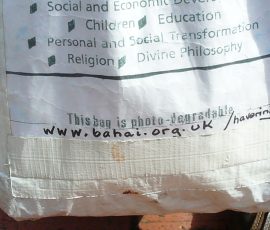 Social and Economic Devel
Children Education
Personal and Social Transformation
Religion Divine Philosophy
This bag is photo-degradable
www.bahai.org.uk /havering